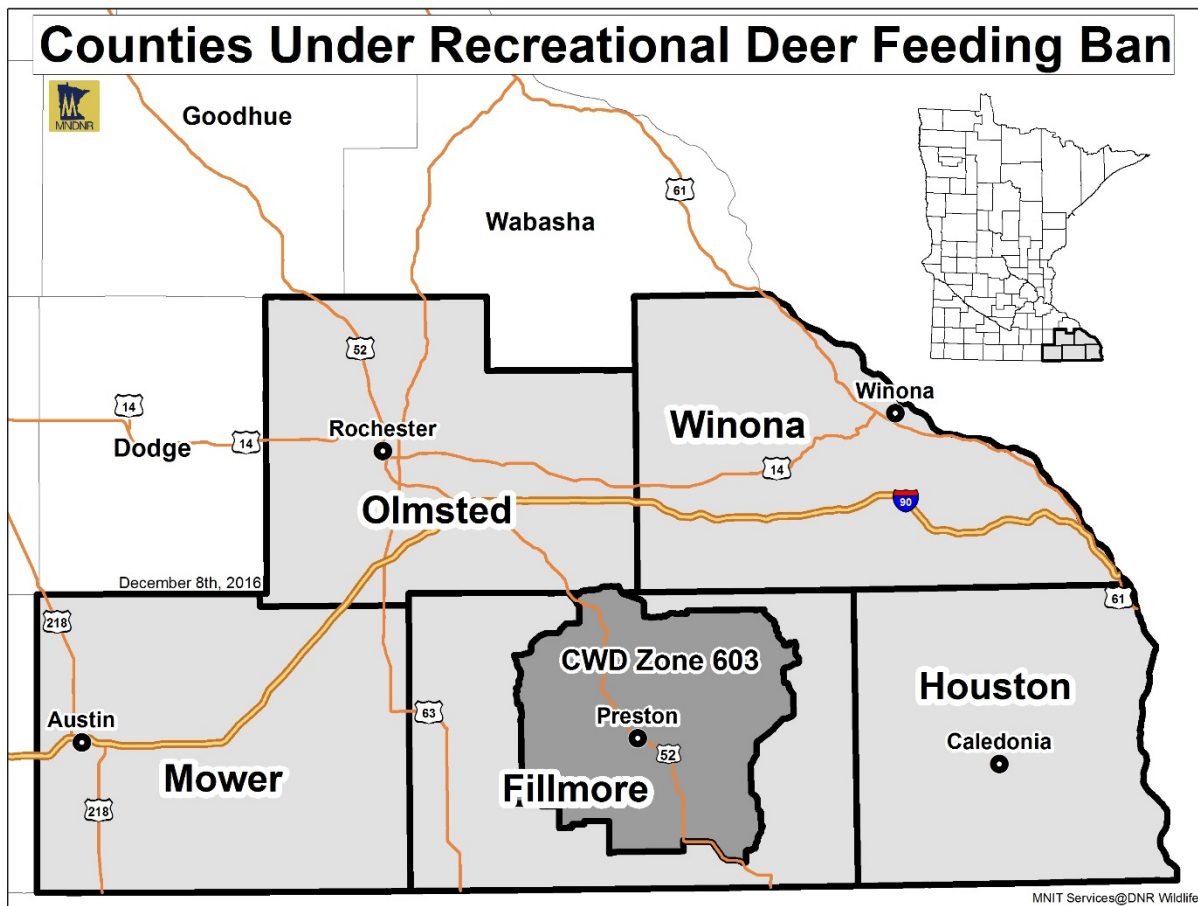 Counties Under Recreational Deer Feeding Ban
MNDNR
Goodhue
61
Wabasha
52
14
Winona
Rochester
Winona
Dodge
14
14
90
Olmsted
December 8th, 2016
61
218
CWD Zone 603
Houston
63
Preston
Austin
52
Caledonia
Mower
Fillmore
218
MNIT Services@DNR Wildlife